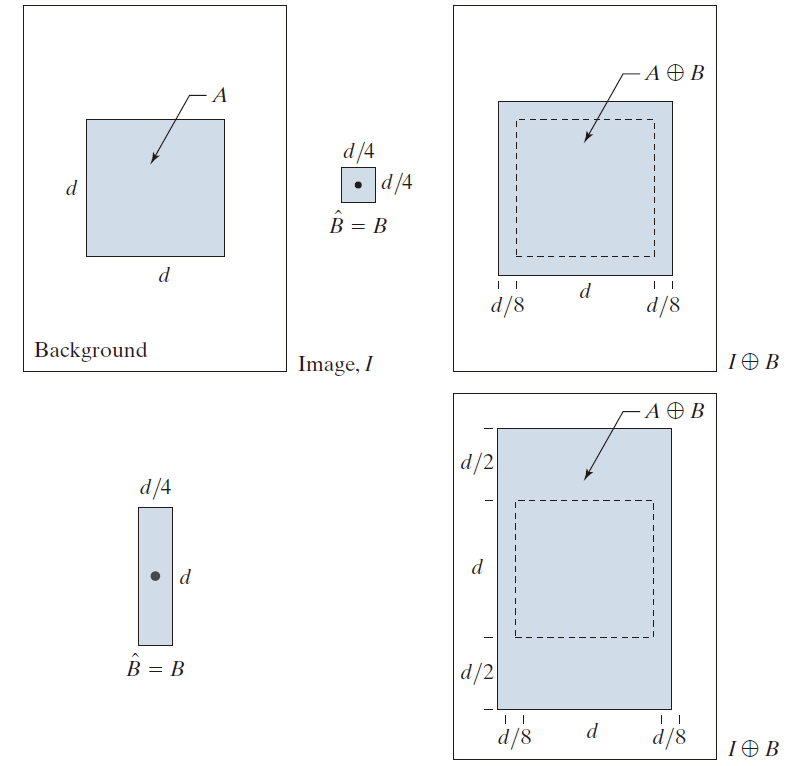 A
d
d
Background
Image, I
d/4
d/4
B̂ = B
A ⊕ B
d/8
d
d/8
I ⊕ B
d/4
d
B̂ = B
A ⊕ B
d/2
d
d/2
d/8
d
d/8
I ⊕ B